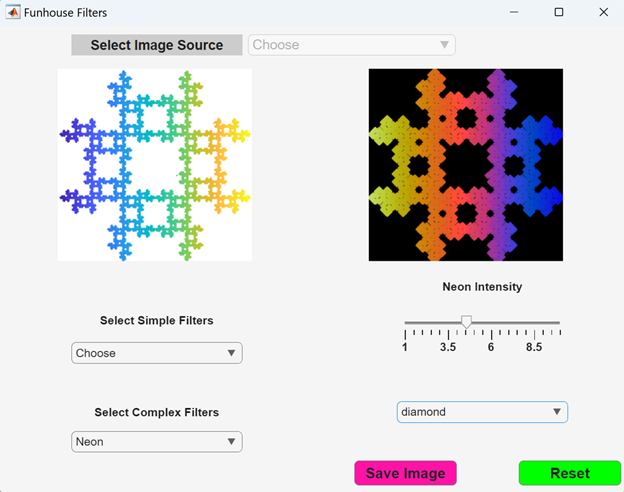 Funhouse Filters
Select Image Source Choose
Neon Intensity
1 3.5 6 8.5
Select Simple Filters
Choose
Select Complex Filters
diamond
Neon
Save Image Reset